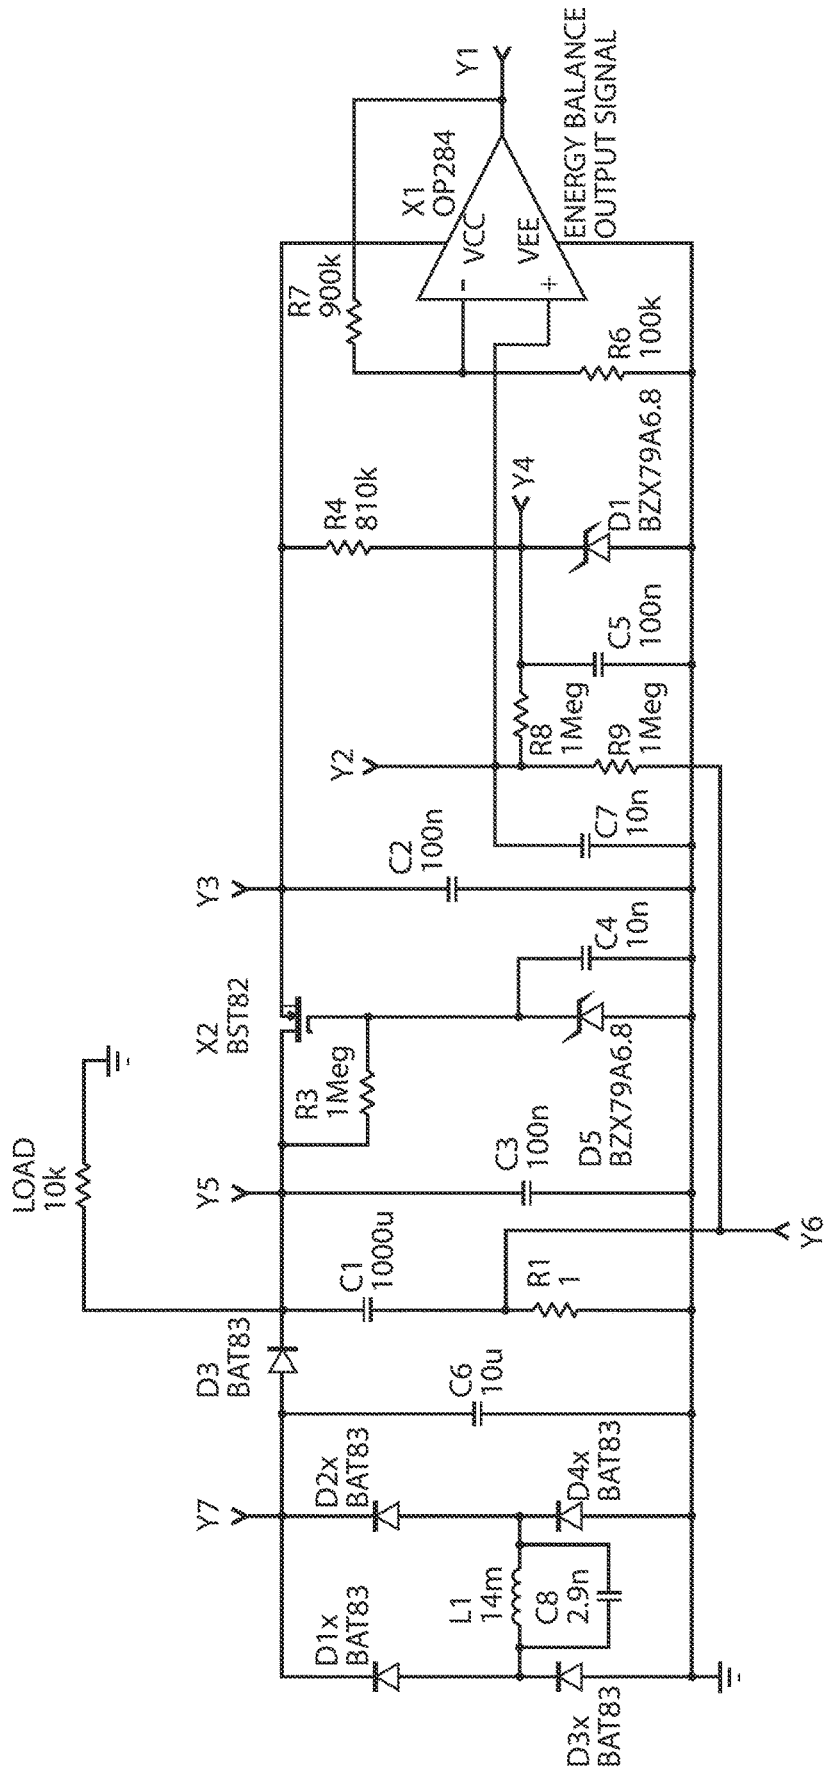 LOAD
10k
D1x
BAT83
D3x
BAT83
L1
14m
C8
2.9n
Y7
D2x
BAT83
D4x
BAT83
C6
10u
D3
BAT83
C1
1000u
R1
1
Y6
Y5
C3
100n
R3
1Meg
X2
BST82
D5
BZX79A6.8
C4
10n
Y3
C2
100n
C7
10n
Y2
R8
1Meg
R9
1Meg
C5
100n
R4
810k
Y4
D1
BZX79A6.8
R7
900k
R6
100k
X1
OP284
VCC
VEE
-
+
Y1
ENERGY BALANCE
OUTPUT SIGNAL